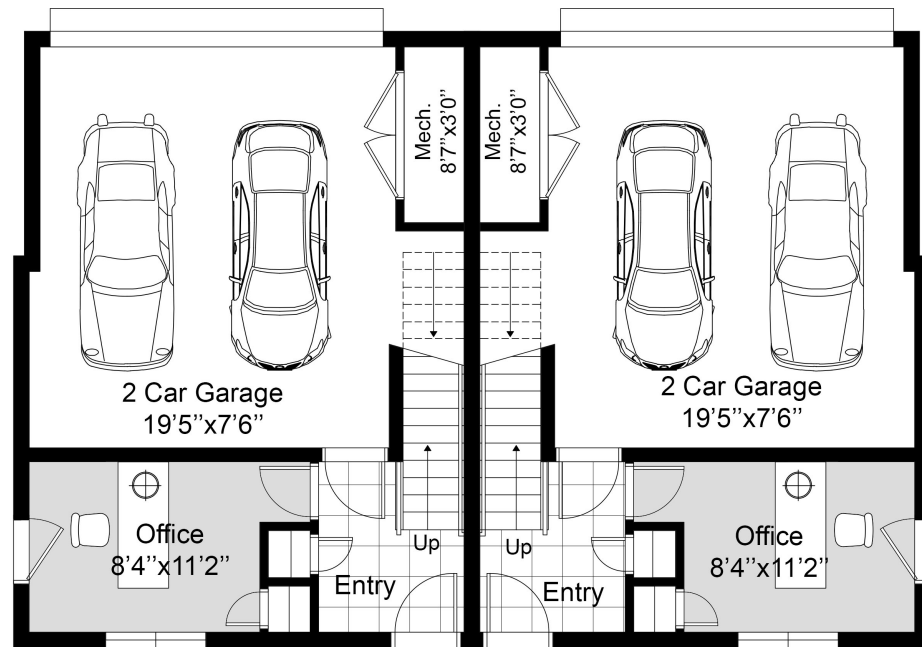 Mech.
8’7’’x3’0’’
Mech.
8’7’’x3’0’’
2 Car Garage
19’5’’x7’6’’
2 Car Garage
19’5’’x7’6’’
Office
8’4’’x11’2’’
Up
Entry
Up
Entry
Office
8’4’’x11’2’’